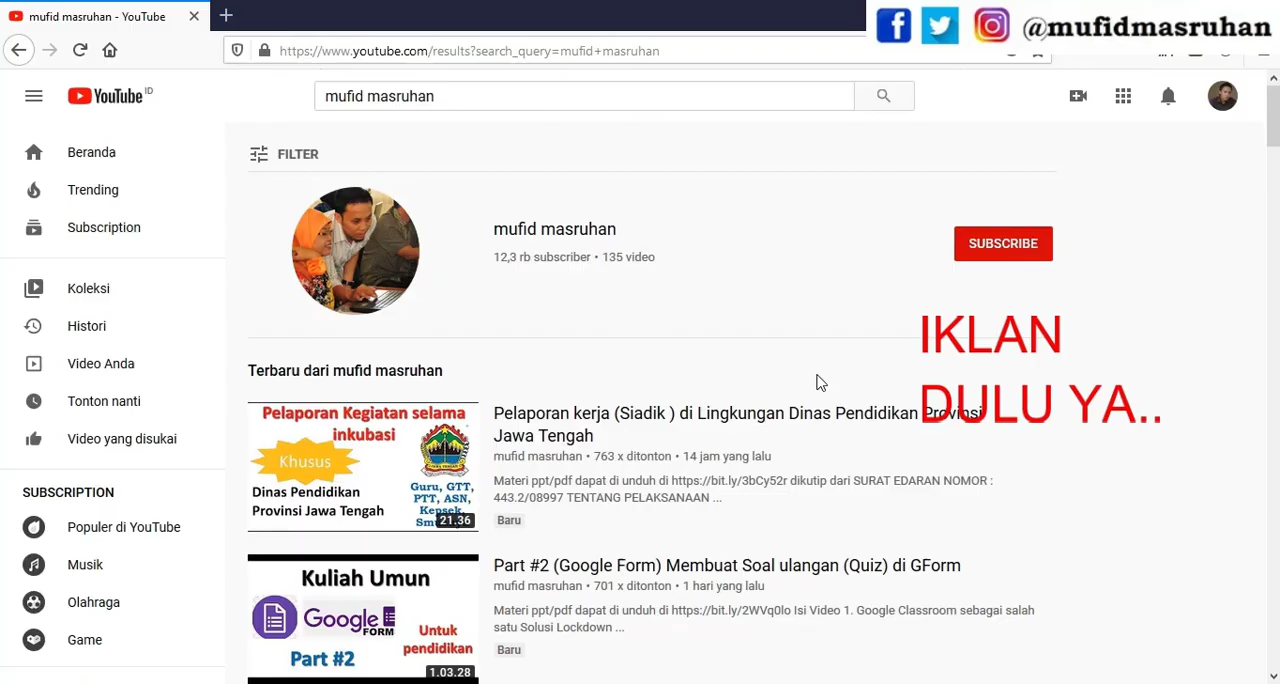 mufid masruhan - YouTube
@mufidmasruhan
https://www.youtube.com/results?search_query=mufid+masruhan
YouTube ID
mufid masruhan
Beranda
Trending
Subscription
Koleksi
Histori
Video Anda
Tonton nanti
Video yang disukai
SUBSCRIPTION
Populer di YouTube
Musik
Olahraga
Game
FILTER
mufid masruhan
12,3 rb subscriber • 135 video
SUBSCRIBE
IKLAN
DULU YA..
Terbaru dari mufid masruhan
Pelaporan Kegiatan selama
inkubasi
Khusus
Dinas Pendidikan
Provinsi Jawa Tengah
Guru, GTT,
PTT, ASN,
Kepsek,
21.36
Pelaporan kerja (Siadik ) di Lingkungan Dinas Pendidikan Provinsi
Jawa Tengah
mufid masruhan • 763 x ditonton • 14 jam yang lalu
Materi ppt/pdf dapat di unduh di https://bit.ly/3bCy52r dikutip dari SURAT EDARAN NOMOR :
443.2/08997 TENTANG PELAKSANAAN ...
Baru
Kuliah Umun
Google
FORM
Untuk
pendidikan
Part #2
1.03.28
Part #2 (Google Form) Membuat Soal ulangan (Quiz) di GForm
mufid masruhan • 701 x ditonton • 1 hari yang lalu
Materi ppt/pdf dapat di unduh di https://bit.ly/2WVq0lo Isi Video 1. Google Classroom sebagai salah
satu Solusi Lockdown ...
Baru